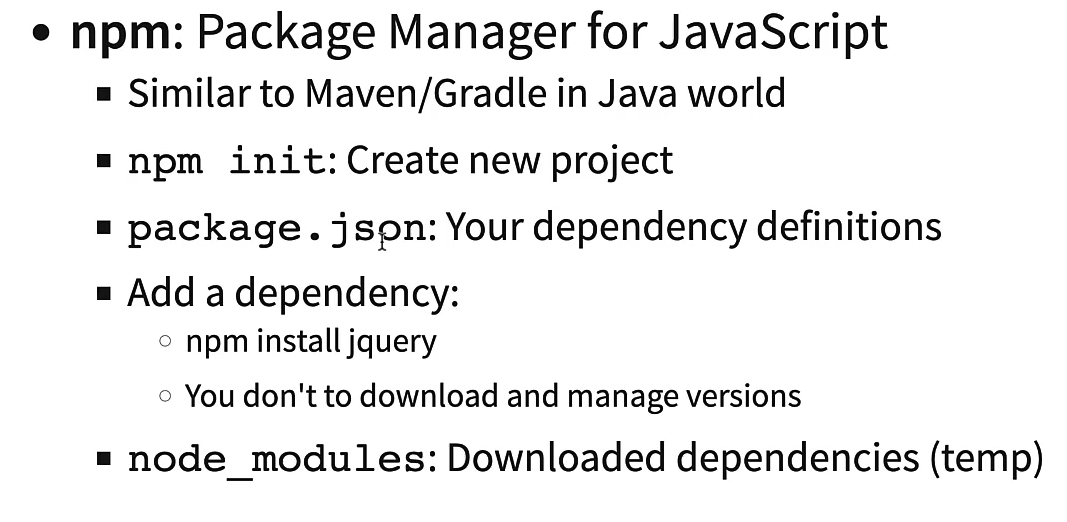 • npm: Package Manager for JavaScript
▪ Similar to Maven/Gradle in Java world
▪ npm init: Create new project
▪ package.json: Your dependency definitions
▪ Add a dependency:
○ npm install jquery
○ You don't to download and manage versions
▪ node_modules: Downloaded dependencies (temp)